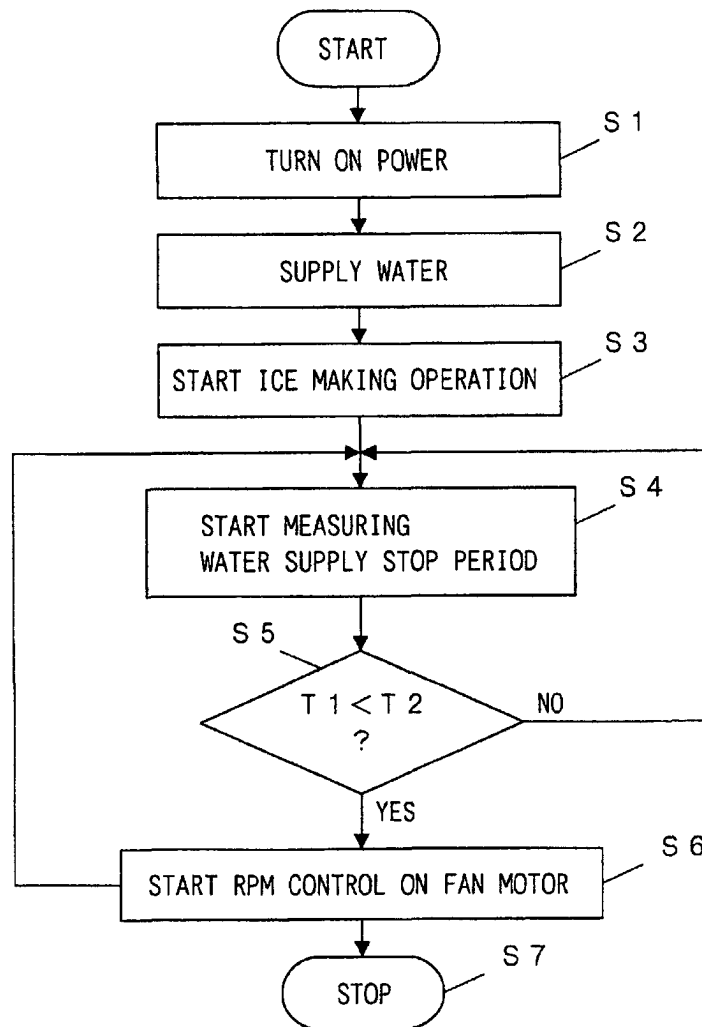 START
S 1
TURN ON POWER
S 2
SUPPLY WATER
S 3
START ICE MAKING OPERATION
S 4
START MEASURING
WATER SUPPLY STOP PERIOD
S 5
T 1 < T 2
?
NO
YES
S 6
START RPM CONTROL ON FAN MOTOR
S 7
STOP